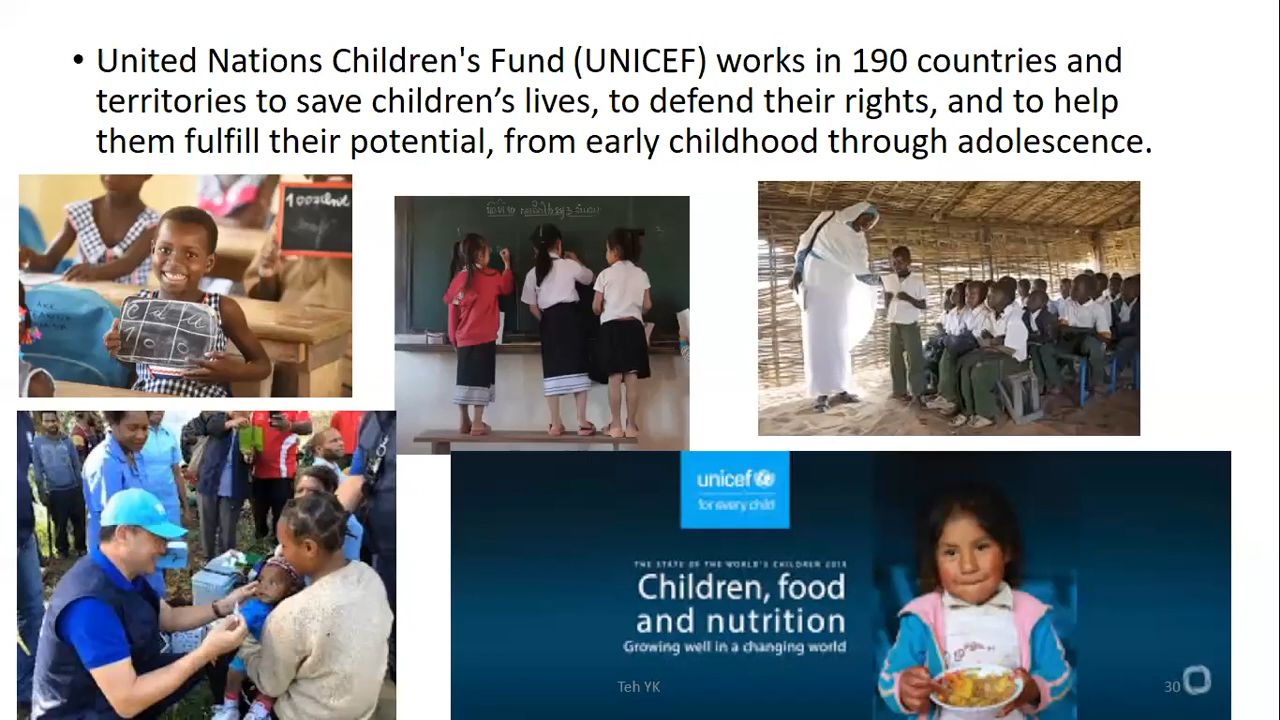 • United Nations Children's Fund (UNICEF) works in 190 countries and
territories to save children’s lives, to defend their rights, and to help
them fulfill their potential, from early childhood through adolescence.
unicef
for every child
THE STATE OF THE WORLD'S CHILDREN 2019
Children, food
and nutrition
Growing well in a changing world
Teh YK
30